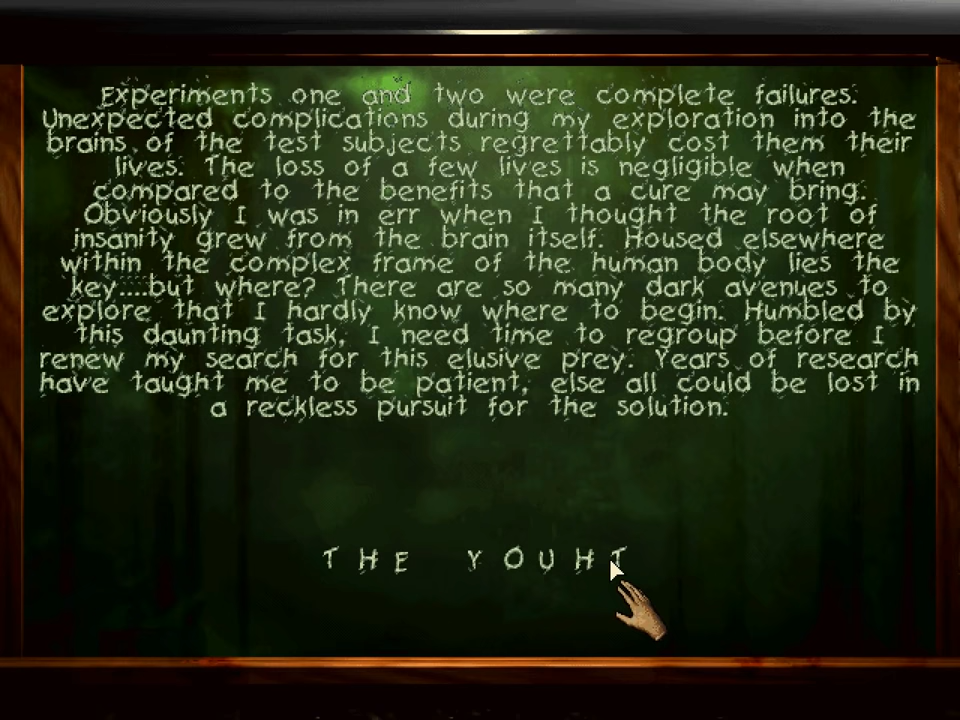 Experiments one and two were complete failures.
Unexpected complications during my exploration into the
brains of the test subjects regrettably cost them their
lives. The loss of a few lives is negligible when
compared to the benefits that a cure may bring.
Obviously I was in err when I thought the root of
insanity grew from the brain itself. Housed elsewhere
within the complex frame of the human body lies the
key....but where? There are so many dark avenues to
explore that I hardly know where to begin. Humbled by
this daunting task, I need time to regroup before I
renew my search for this elusive prey. Years of research
have taught me to be patient, else all could be lost in
a reckless pursuit for the solution.
THE YOUHT